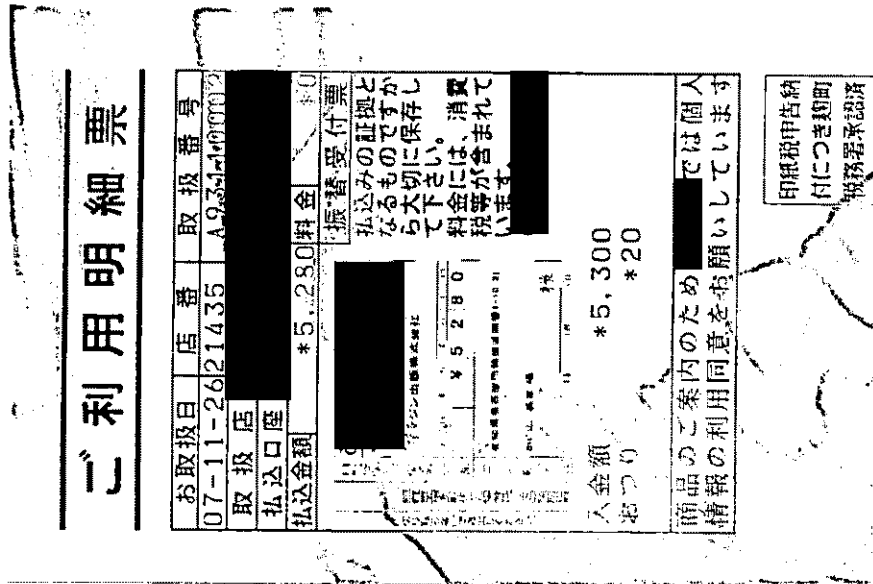 ご利用明細票
お取扱日 店番 取扱番号
07-11-26 21435
取扱店
払込口座
払込金額 *5,280 料金 *0
振替受付票
払込みの証拠と
なるものですか
ら大切に保存し
て下さい。
料金には、消費
税等が含まれて
います。
¥5280
入金額 *5,300
おつり *20
商品のご案内のため では個人
情報の利用同意をお願いしています
印紙税申告納
付につき麹町
税務署承認済